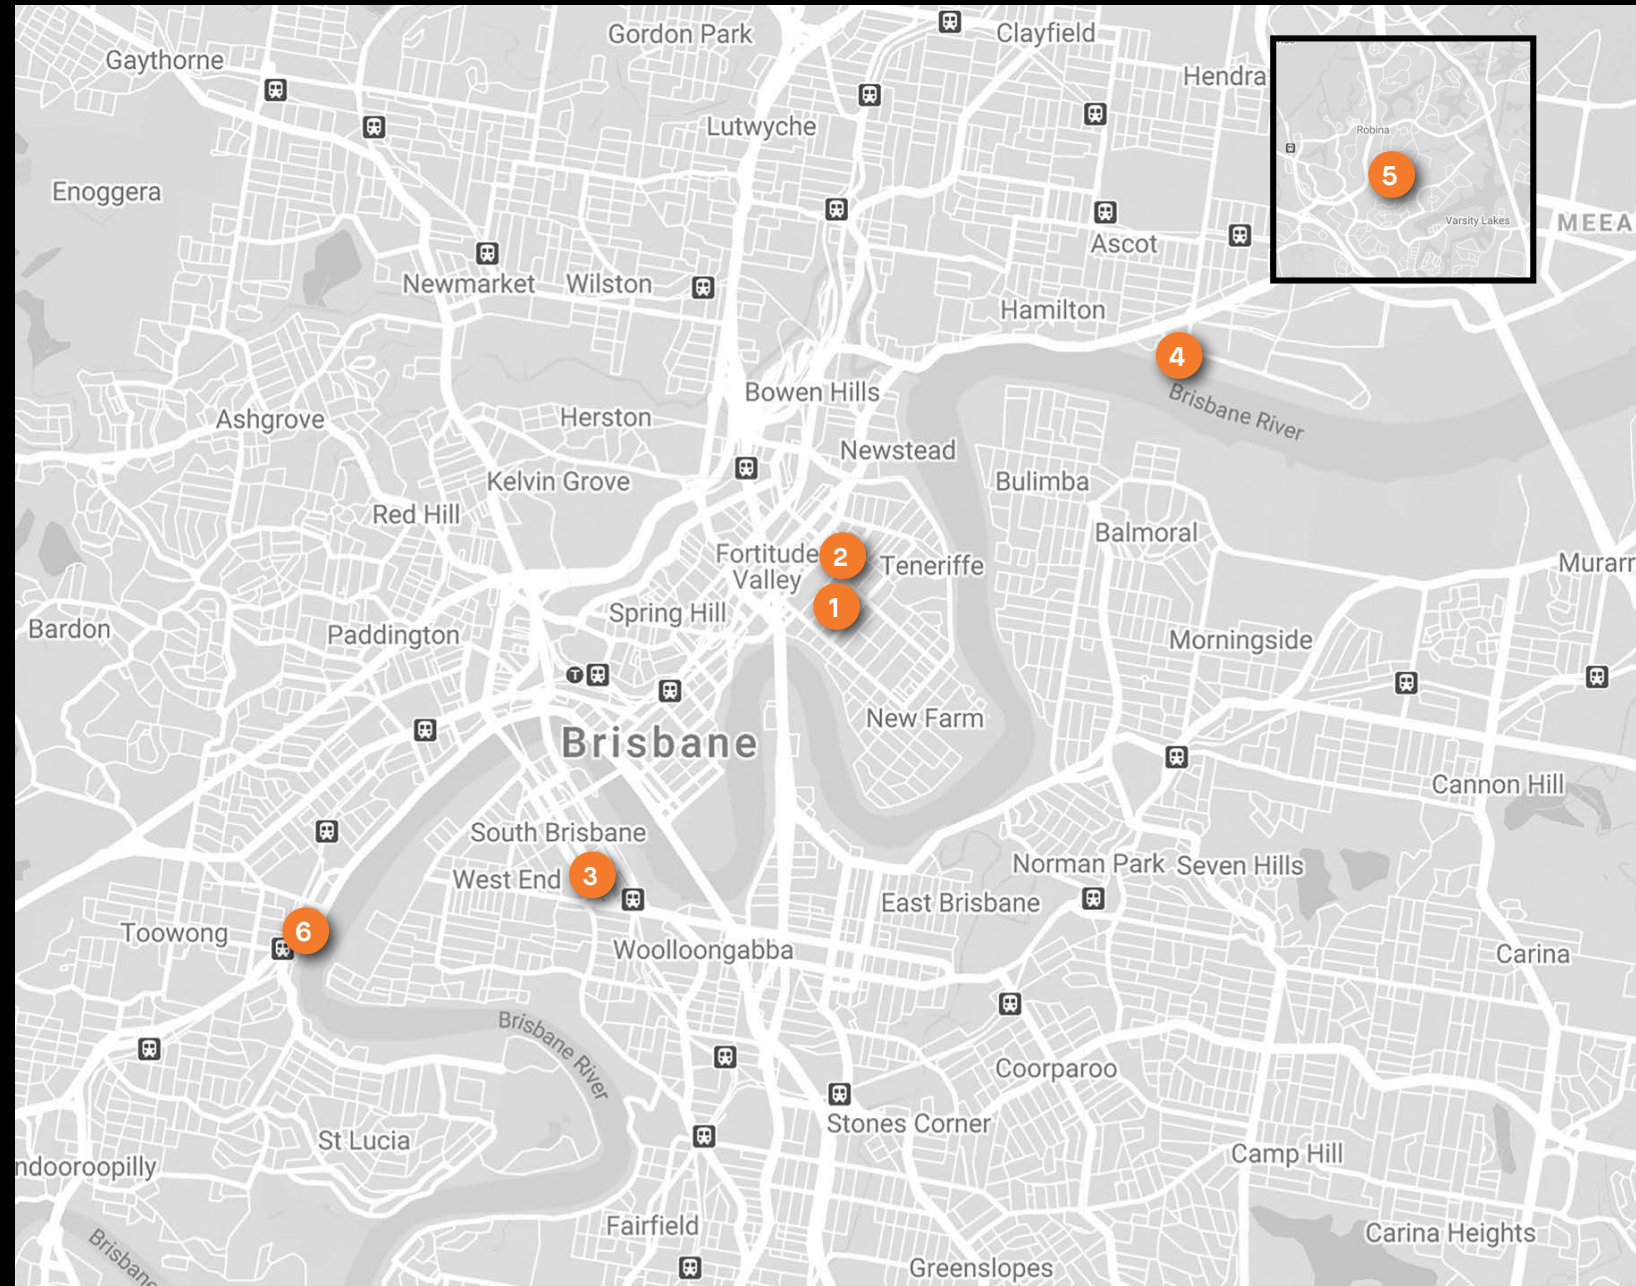 Gordon Park
Clayfield
Gaythorne
Hendra
Lutwyche
Robina
5
Enoggera
Varsity Lakes
MEEA
Ascot
Newmarket
Wilston
Hamilton
4
Bowen Hills
Brisbane River
Ashgrove
Herston
Newstead
Kelvin Grove
Bulimba
Red Hill
Balmoral
Fortitude
Valley
2
Teneriffe
Murarr
1
Spring Hill
Bardon
Paddington
Morningside
T
New Farm
Brisbane
Cannon Hill
South Brisbane
Norman Park
Seven Hills
West End
3
East Brisbane
Toowong
6
Woolloongabba
Carina
Brisbane River
Coorparoo
Stones Corner
St Lucia
Camp Hill
ndooroopilly
Fairfield
Carina Heights
Brisbane
Greenslopes